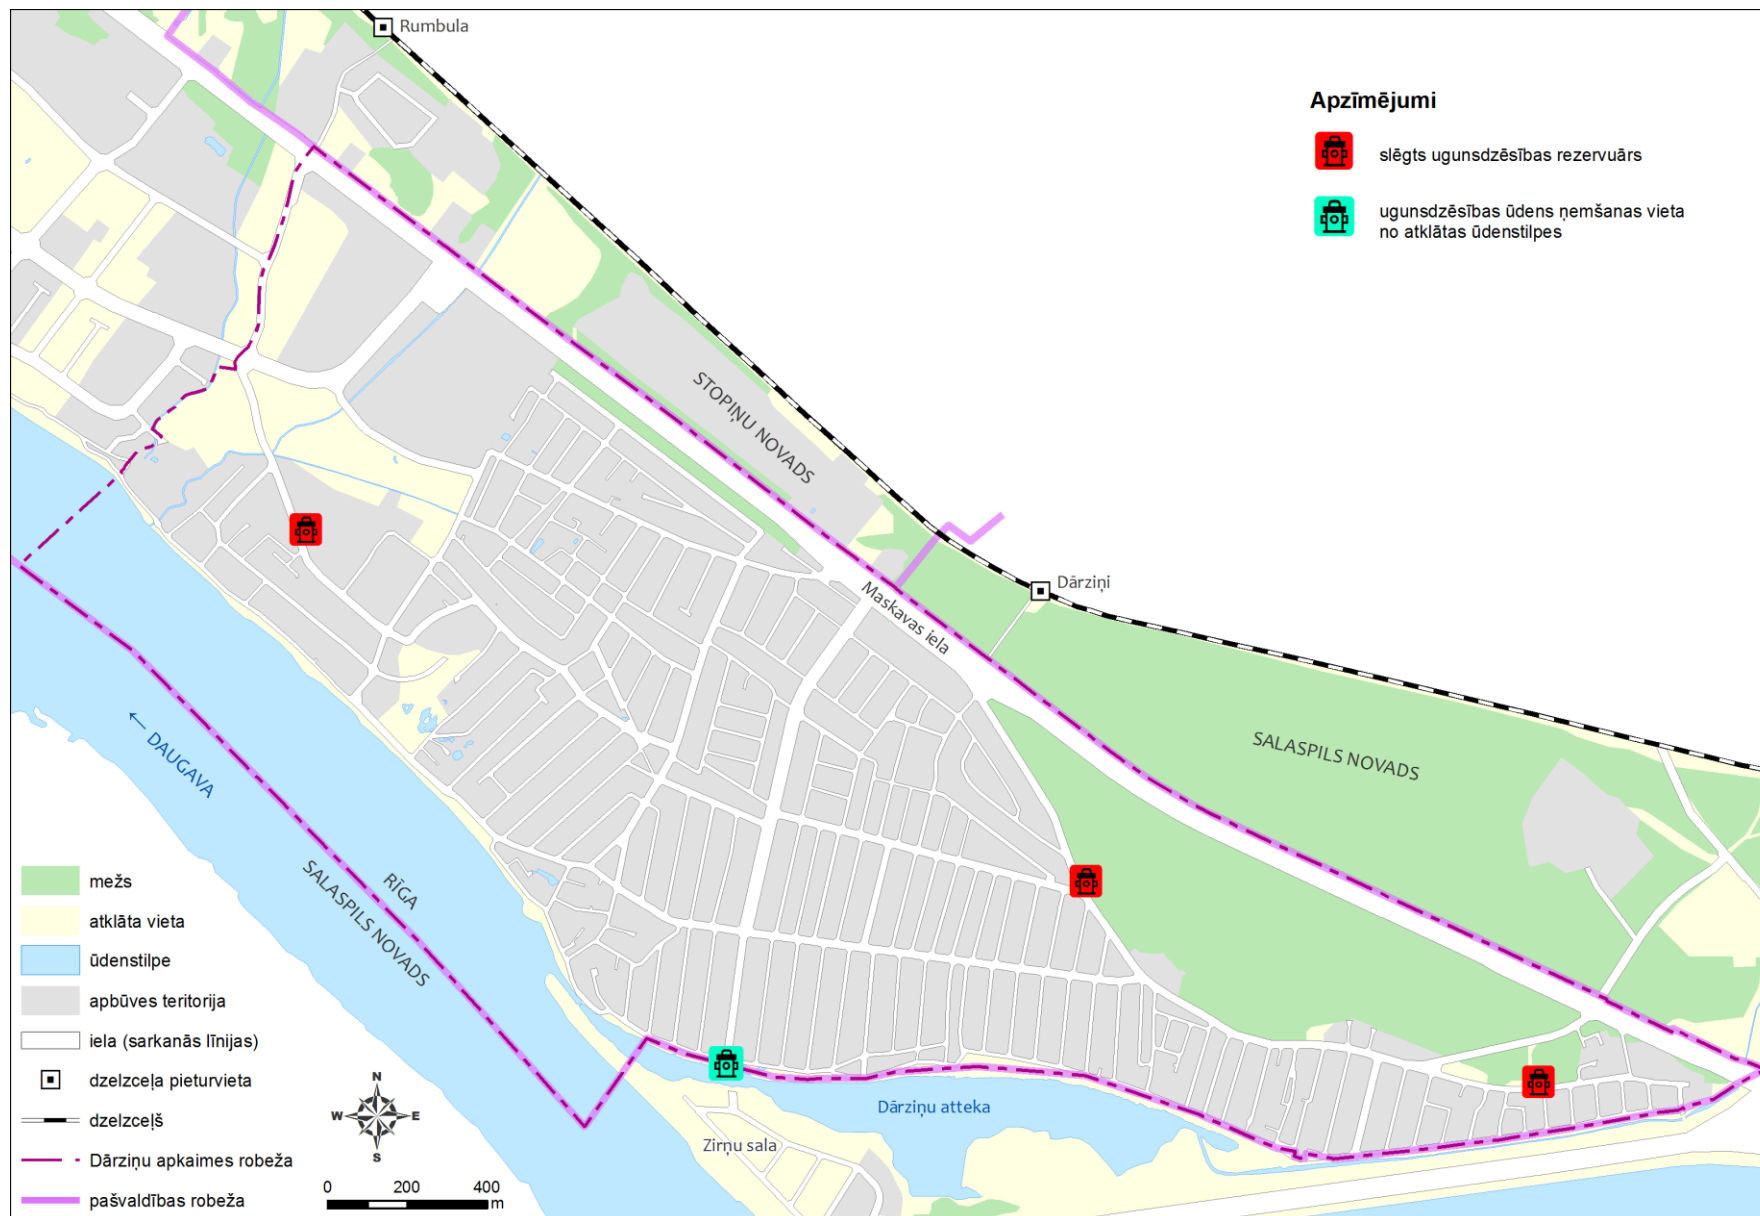 Rumbula
Apzīmējumi
slēgts ugunsdzēsības rezervuārs
ugunsdzēsības ūdens ņemšanas vieta
no atklātas ūdenstilpes
STOPIŅU NOVADS
Dārziņi
Maskavas iela
SALASPILS NOVADS
← DAUGAVA
RĪGA
SALASPILS NOVADS
mežs
atklāta vieta
ūdenstilpe
apbūves teritorija
iela (sarkanās līnijas)
dzelzceļa pieturvieta
dzelzceļš
Dārziņu apkaimes robeža
pašvaldības robeža
N
W E
S
0 200 400
m
Dārziņu atteka
Zirņu sala